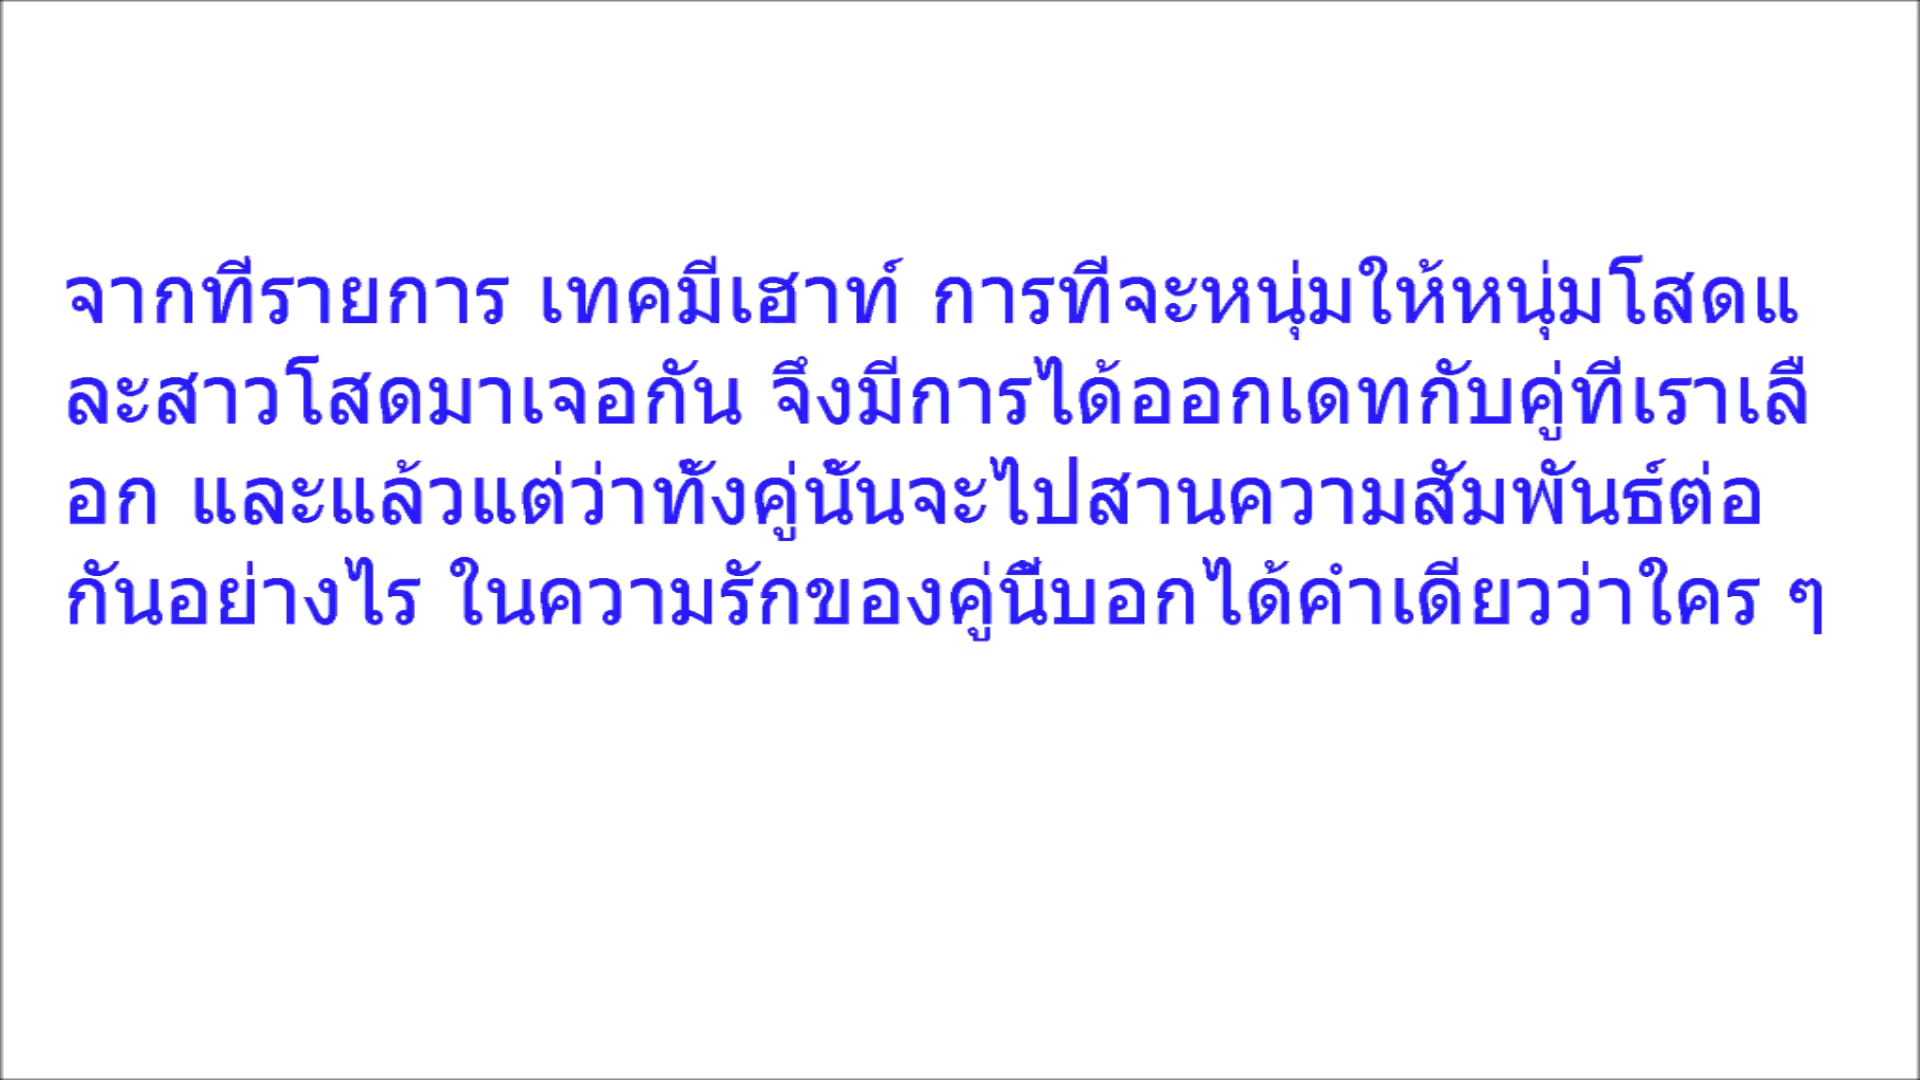 จากที่รายการ เทคมีเฮาท์ การที่จะหนุ่มให้หนุ่มโสดแ
ละสาวโสดมาเจอกัน จึงมีการได้ออกเดทกับคู่ที่เราเลื
อก และแล้วแต่ว่าทั้งคู่นั้นจะไปสานความสัมพันธ์ต่อ
กันอย่างไร ในความรักของคู่นี้บอกได้คำเดียวว่าใคร ๆ